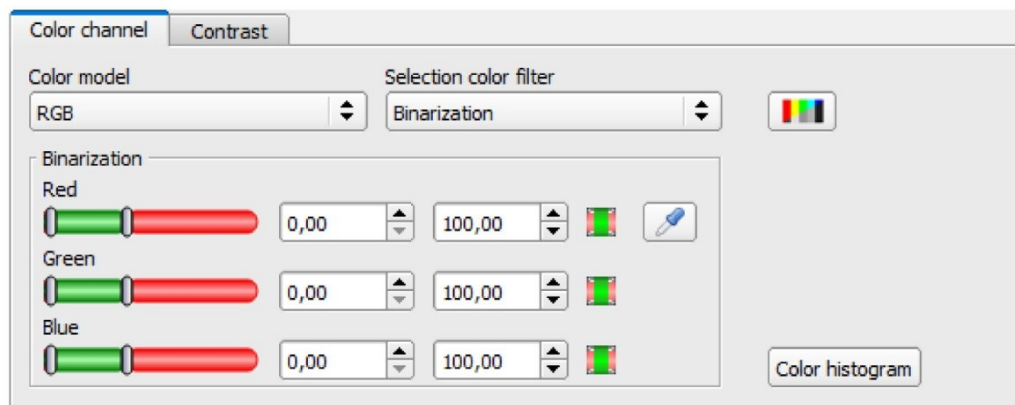 Color channel Contrast
Color model Selection color filter
RGB Binarization
Binarization
Red
0,00 100,00
Green
0,00 100,00
Blue
0,00 100,00
Color histogram